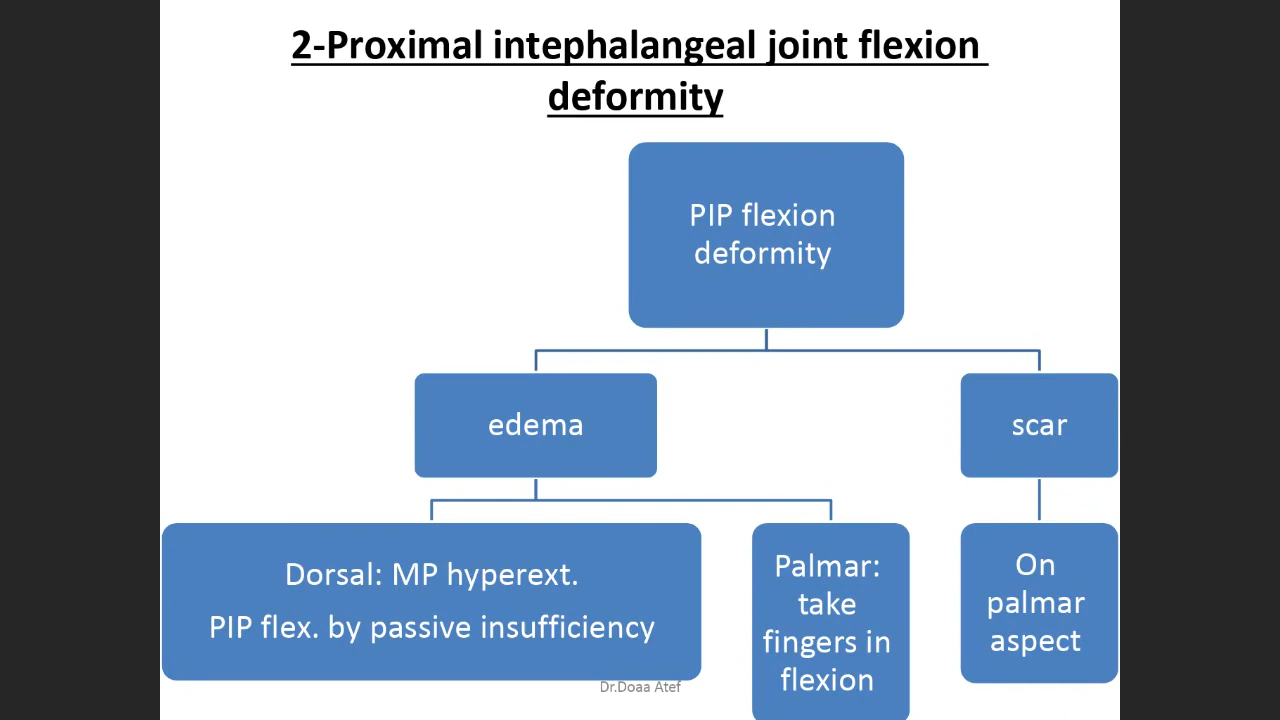 2-Proximal intephalangeal joint flexion
deformity
PIP flexion
deformity
edema
scar
Dorsal: MP hyperext.
PIP flex. by passive insufficiency
Palmar:
take
fingers in
flexion
On
palmar
aspect
Dr.Doaa Atef